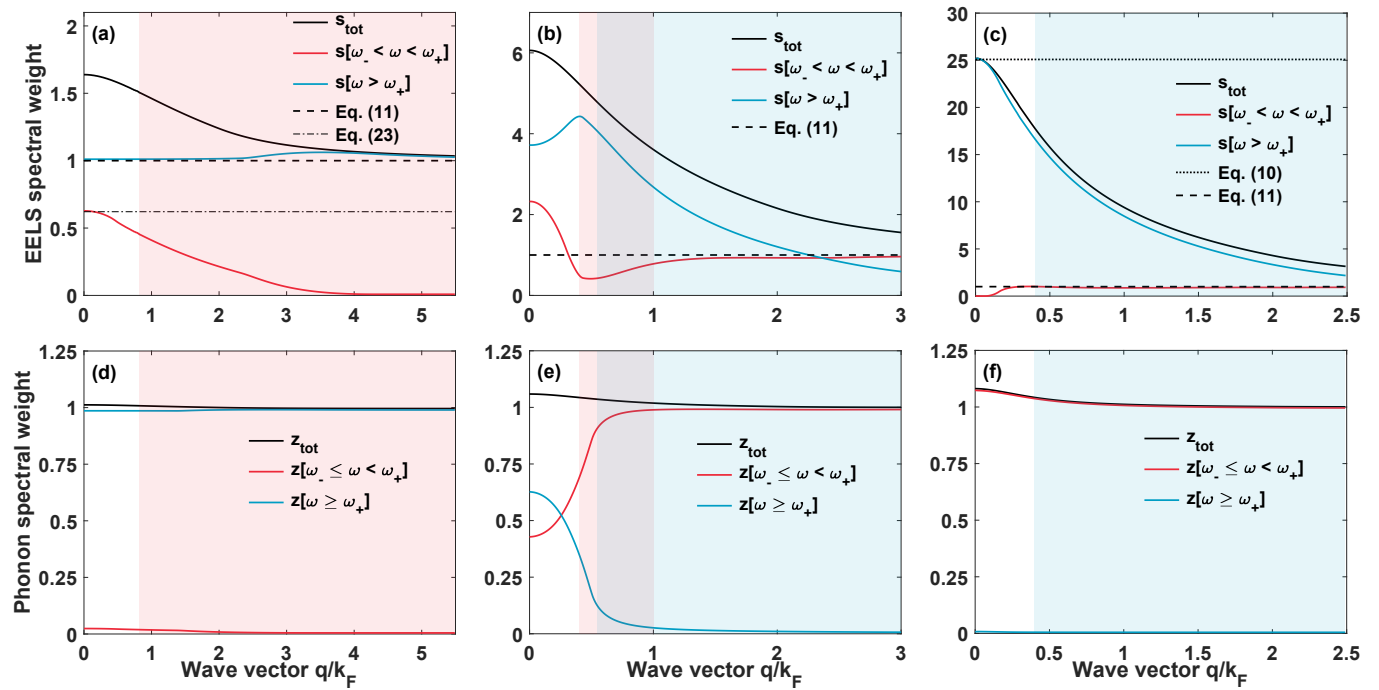 EELS spectral weight
(a)
s_tot
s[ω_- < ω < ω_+]
s[ω > ω_+]
Eq. (11)
Eq. (23)
2
1.5
1
0.5
0
0 1 2 3 4 5
(b)
s_tot
s[ω_- < ω < ω_+]
s[ω > ω_+]
Eq. (11)
6
4
2
0
0 1 2 3
(c)
s_tot
s[ω_- < ω < ω_+]
s[ω > ω_+]
Eq. (10)
Eq. (11)
30
25
20
15
10
5
0
0 0.5 1 1.5 2 2.5
Phonon spectral weight
(d)
z_tot
z[ω_- ≤ ω < ω_+]
z[ω ≥ ω_+]
1.25
1
0.75
0.5
0.25
0
0 1 2 3 4 5
Wave vector q/k_F
(e)
z_tot
z[ω_- ≤ ω < ω_+]
z[ω ≥ ω_+]
1.25
1
0.75
0.5
0.25
0
0 1 2 3
Wave vector q/k_F
(f)
z_tot
z[ω_- ≤ ω < ω_+]
z[ω ≥ ω_+]
1.25
1
0.75
0.5
0.25
0
0 0.5 1 1.5 2 2.5
Wave vector q/k_F